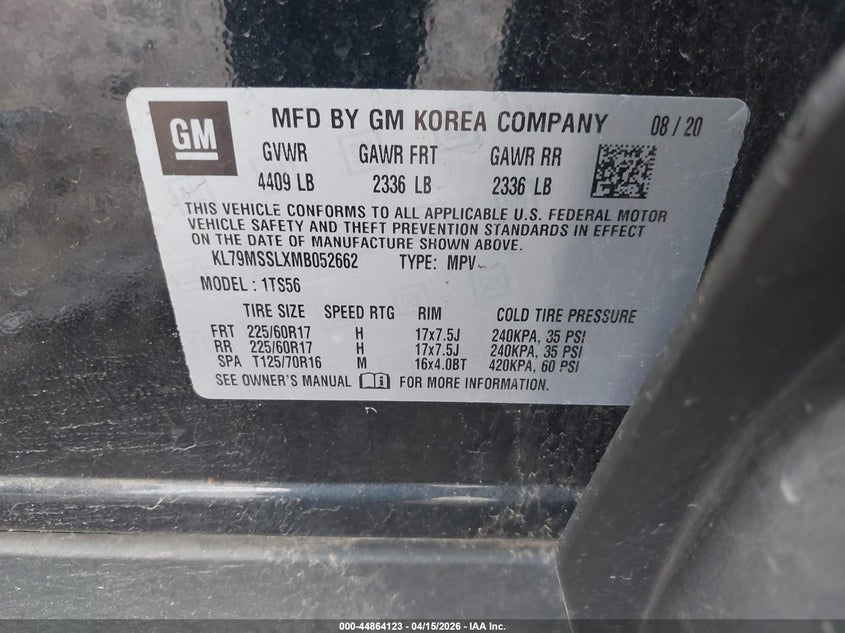 GM
MFD BY GM KOREA COMPANY 08/20
GVWR GAWR FRT GAWR RR
4409 LB 2336 LB 2336 LB
THIS VEHICLE CONFORMS TO ALL APPLICABLE U.S. FEDERAL MOTOR
VEHICLE SAFETY AND THEFT PREVENTION STANDARDS IN EFFECT
ON THE DATE OF MANUFACTURE SHOWN ABOVE.
KL79MSSLXMB052662 TYPE: MPV
MODEL : 1TS56
TIRE SIZE SPEED RTG RIM COLD TIRE PRESSURE
FRT 225/60R17 H 17x7.5J 240KPA, 35 PSI
RR 225/60R17 H 17x7.5J 240KPA, 35 PSI
SPA T125/70R16 M 16x4.0BT 420KPA, 60 PSI
SEE OWNER'S MANUAL FOR MORE INFORMATION.
000-44864123 - 04/15/2026 - IAA Inc.